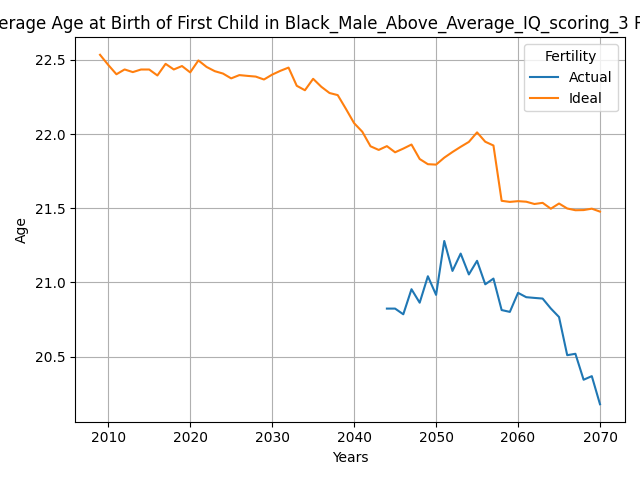 erage Age at Birth of First Child in Black_Male_Above_Average_IQ_scoring_3
Fertility
Actual
Ideal
22.5
22.0
21.5
21.0
20.5
Age
2010 2020 2030 2040 2050 2060 2070
Years